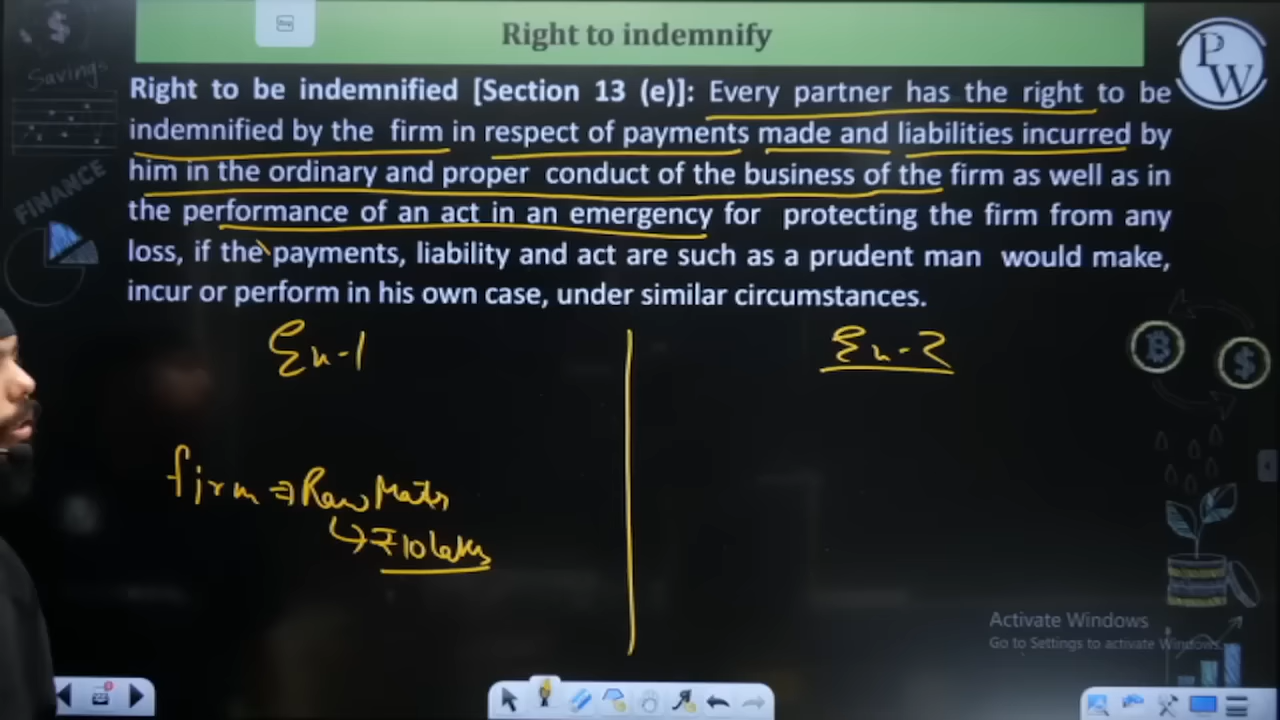 Right to indemnify
P
W
$
Savings
FINANCE
Right to be indemnified [Section 13 (e)]: Every partner has the right to be
indemnified by the firm in respect of payments made and liabilities incurred by
him in the ordinary and proper conduct of the business of the firm as well as in
the performance of an act in an emergency for protecting the firm from any
loss, if the payments, liability and act are such as a prudent man would make,
incur or perform in his own case, under similar circumstances.
Ex-1
Ex-2
firm ⇒ Raw Matr
↳ ₹10 lakhs
Activate Windows
Go to Settings to activate Windows.